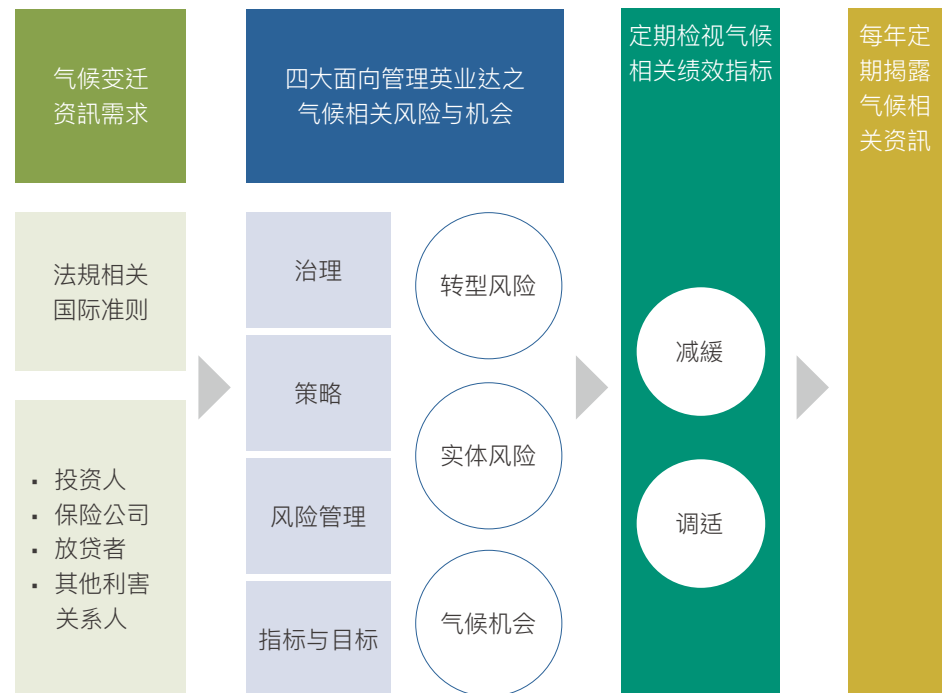 气候变迁
资訊需求
法規相关
国际准则
▪ 投资人
▪ 保险公司
▪ 放贷者
▪ 其他利害
关系人
四大面向管理英业达之
气候相关风险与机会
治理
策略
风险管理
指标与目标
转型风险
实体风险
气候机会
定期检视气候
相关绩效指标
减緩
调适
每年定
期揭露
气候相
关资訊